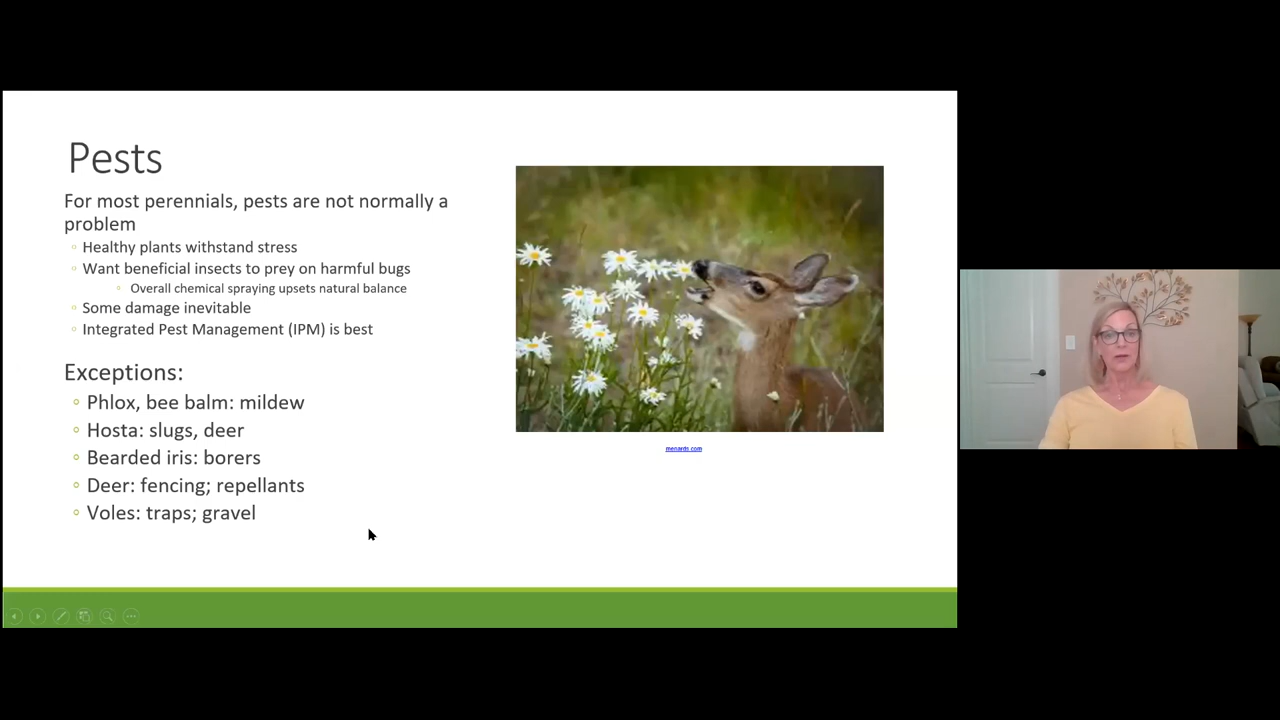 Pests
For most perennials, pests are not normally a
problem
Healthy plants withstand stress
Want beneficial insects to prey on harmful bugs
Overall chemical spraying upsets natural balance
Some damage inevitable
Integrated Pest Management (IPM) is best
Exceptions:
Phlox, bee balm: mildew
Hosta: slugs, deer
Bearded iris: borers
Deer: fencing; repellants
Voles: traps; gravel
menards.com